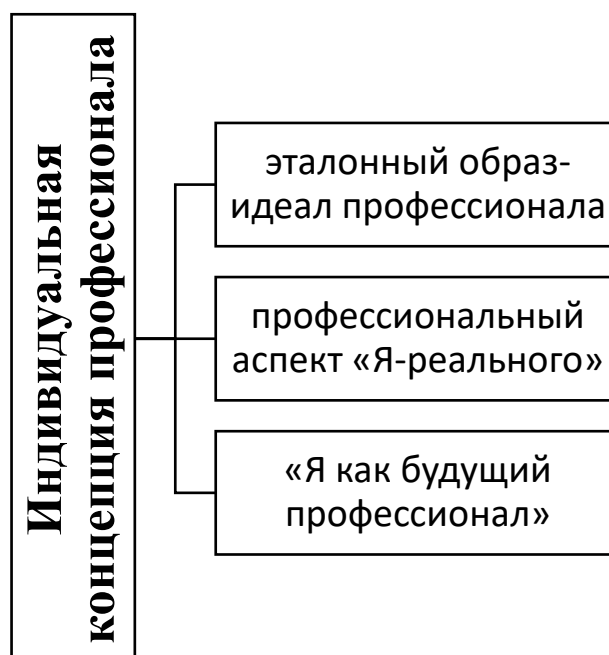 Индивидуальная
концепция профессионала
эталонный образ-
идеал профессионала
профессиональный
аспект «Я-реального»
«Я как будущий
профессионал»